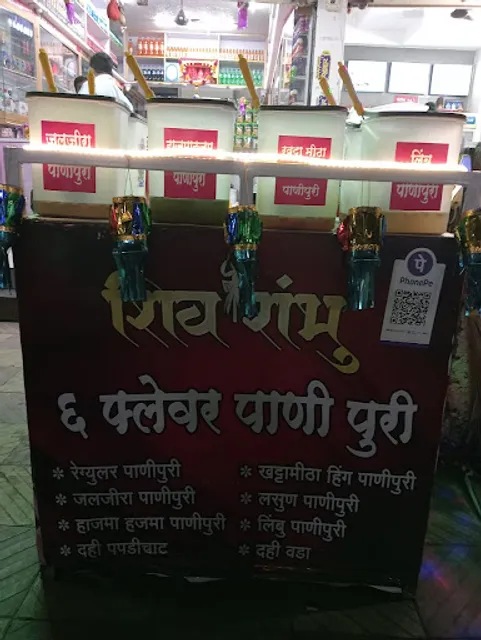 जलजीरा
पाणीपुरी
पाणीपुरी
खट्टा मीठा
पाणीपुरी
लिंबु
पाणीपुरी
पे
PhonePe
शिव शंभु
६ फ्लेवर पाणी पुरी
* रेग्युलर पाणीपुरी
* जलजीरा पाणीपुरी
* हाजमा हजमा पाणीपुरी
* दही पपडीचाट
* खट्टामीठा हिंग पाणीपुरी
* लसुण पाणीपुरी
* लिंबु पाणीपुरी
* दही वडा